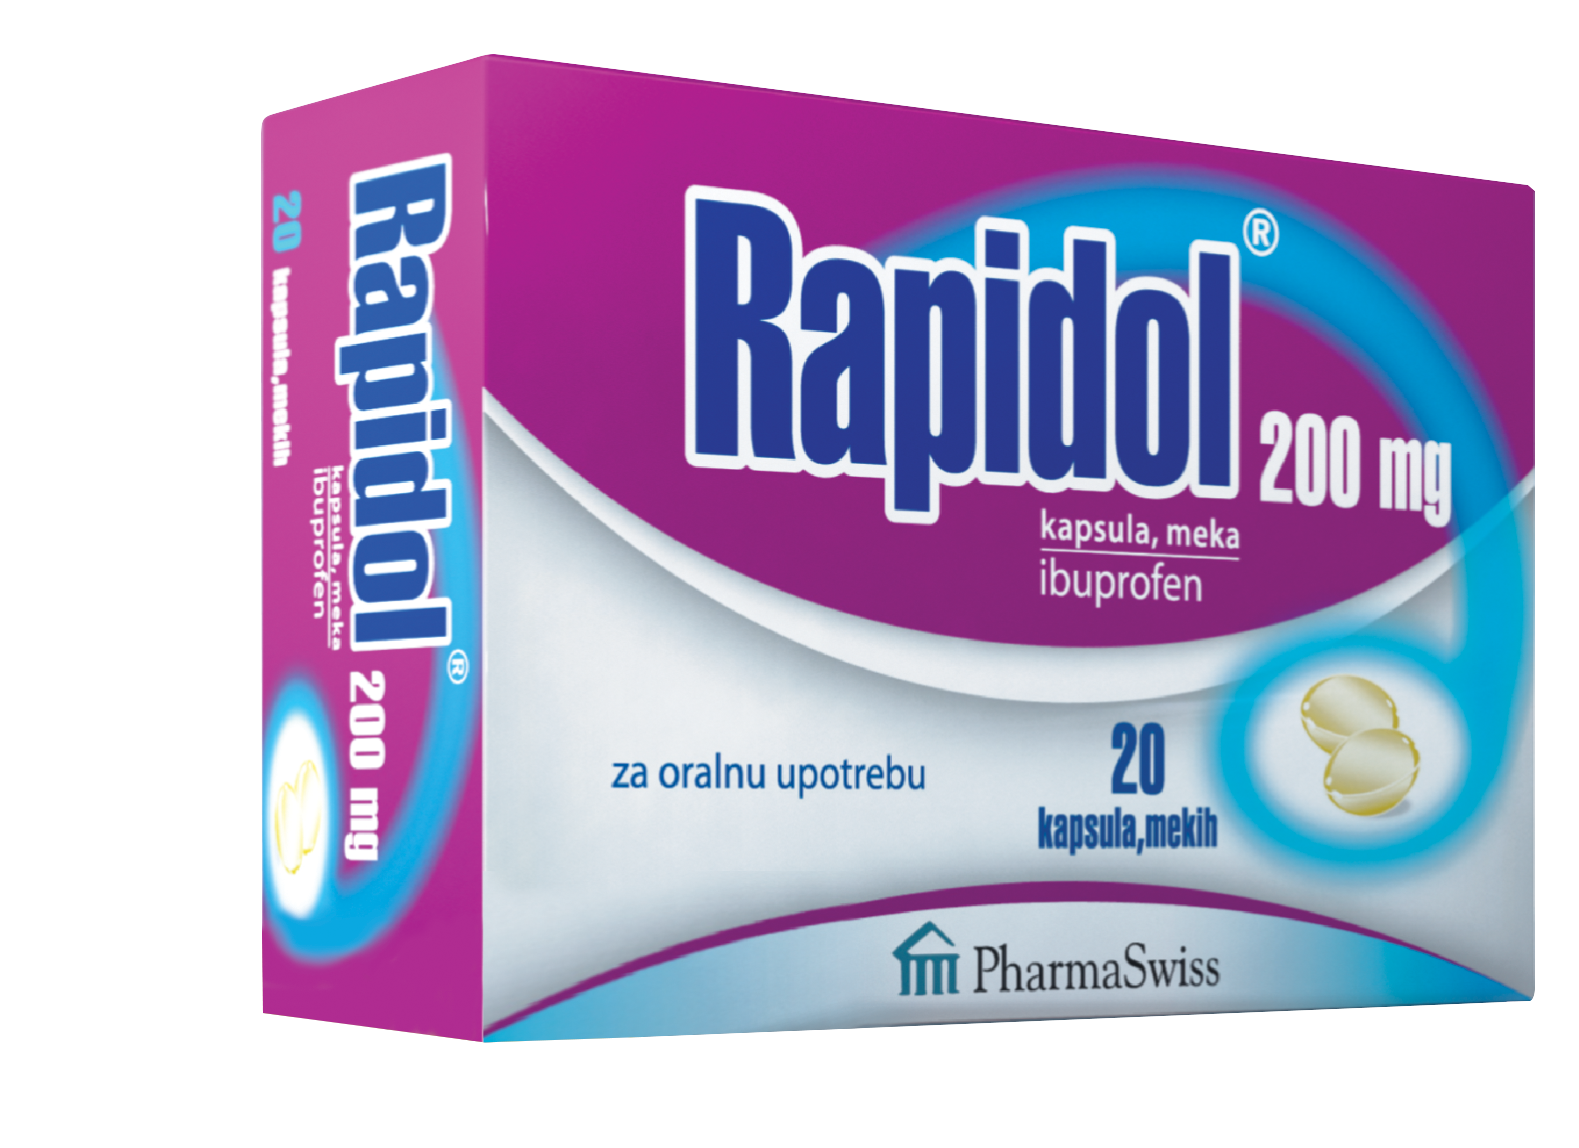 Rapidol® 200 mg
kapsula, meka
ibuprofen
20 kapsula,mekih
Rapidol®
200 mg
kapsula, meka
ibuprofen
za oralnu upotrebu
20
kapsula,mekih
PharmaSwiss